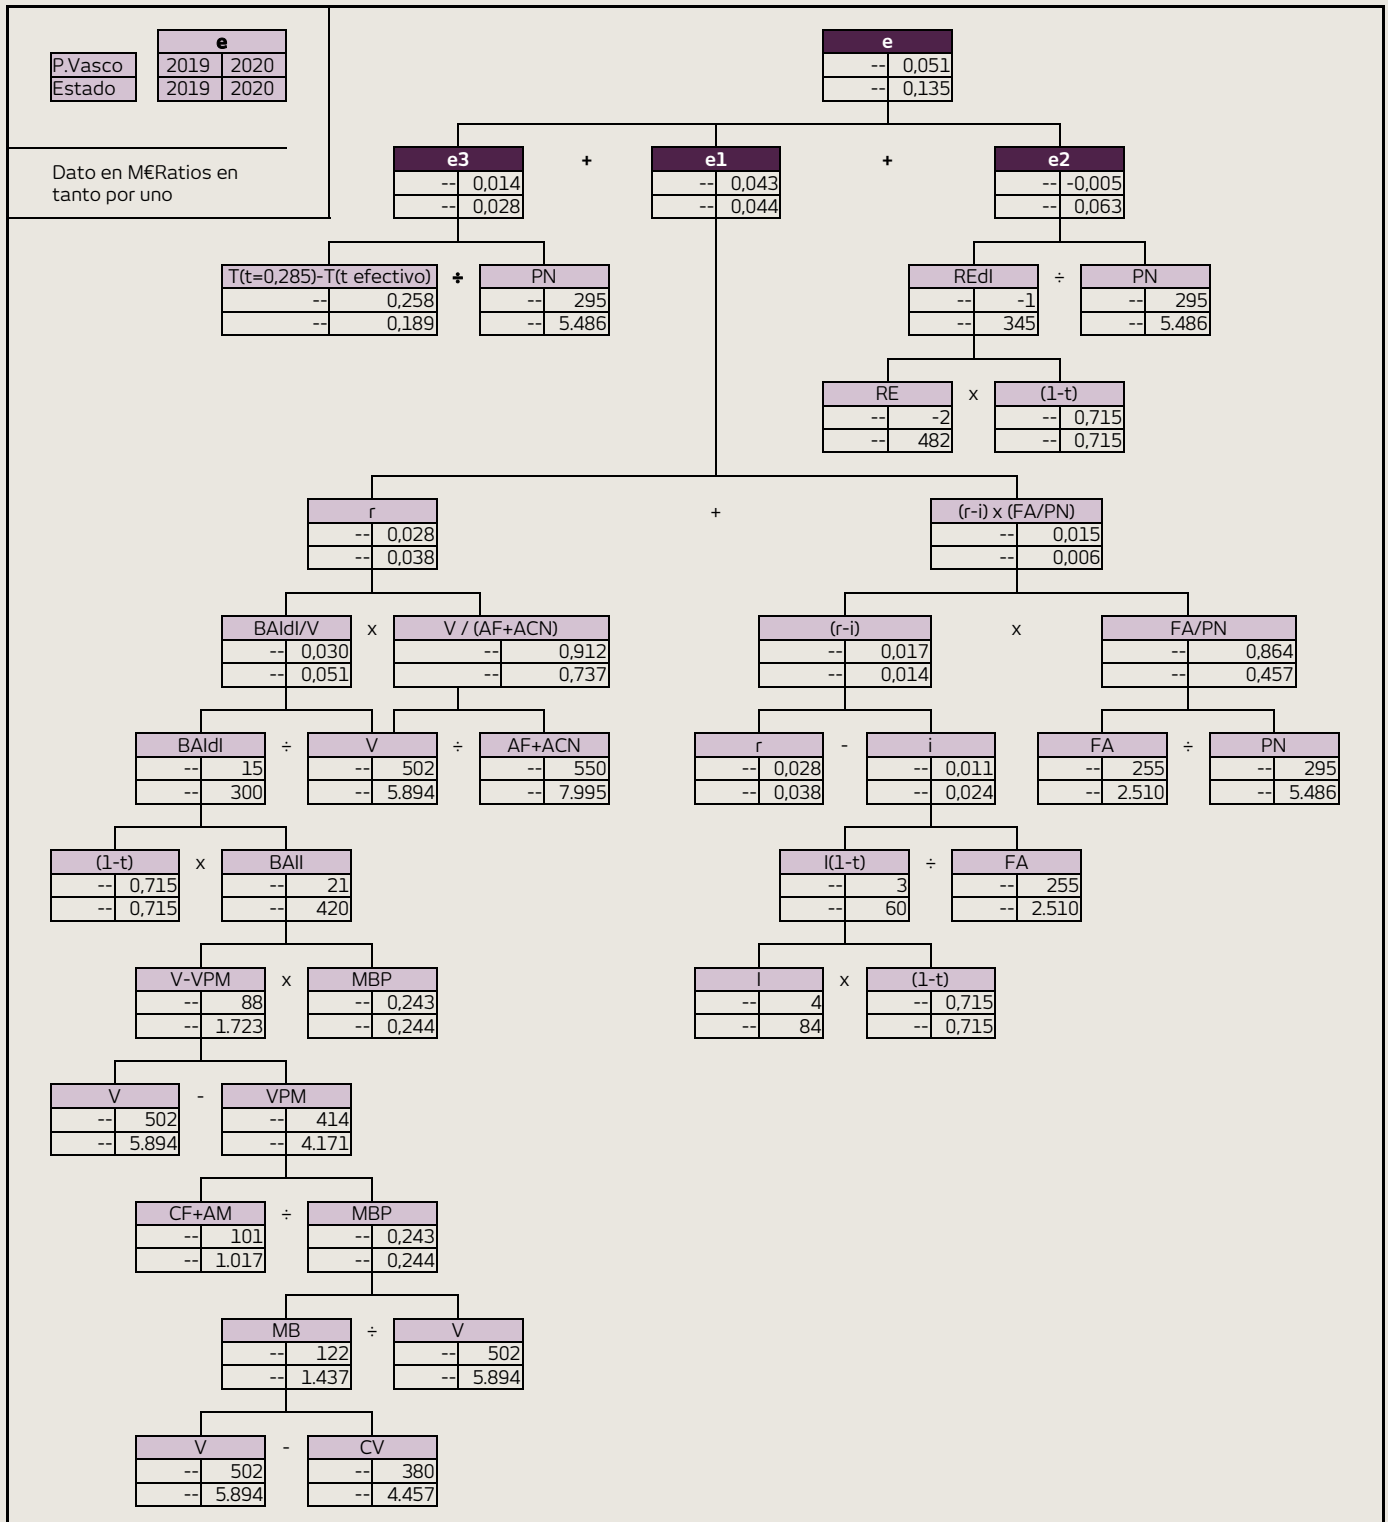 e
P.Vasco 2019 2020
Estado 2019 2020
Dato en M€Ratios en
tanto por uno
e
-- 0,051
-- 0,135
e3 + e1 + e2
-- 0,014 -- 0,043 -- -0,005
-- 0,028 -- 0,044 -- 0,063
T(t=0,285)-T(t efectivo) ÷ PN REdI ÷ PN
-- 0,258 -- 295 -- -1 -- 295
-- 0,189 -- 5.486 -- 345 -- 5.486
RE x (1-t)
-- -2 -- 0,715
-- 482 -- 0,715
r + (r-i) x (FA/PN)
-- 0,028 -- 0,015
-- 0,038 -- 0,006
BAIdI/V x V / (AF+ACN) (r-i) x FA/PN
-- 0,030 -- 0,912 -- 0,017 -- 0,864
-- 0,051 -- 0,737 -- 0,014 -- 0,457
BAIdI ÷ V ÷ AF+ACN r - i FA ÷ PN
-- 15 -- 502 -- 550 -- 0,028 -- 0,011 -- 255 -- 295
-- 300 -- 5.894 -- 7.995 -- 0,038 -- 0,024 -- 2.510 -- 5.486
(1-t) x BAII I(1-t) ÷ FA
-- 0,715 -- 21 -- 3 -- 255
-- 0,715 -- 420 -- 60 -- 2.510
V-VPM x MBP I x (1-t)
-- 88 -- 0,243 -- 4 -- 0,715
-- 1.723 -- 0,244 -- 84 -- 0,715
V - VPM
-- 502 -- 414
-- 5.894 -- 4.171
CF+AM ÷ MBP
-- 101 -- 0,243
-- 1.017 -- 0,244
MB ÷ V
-- 122 -- 502
-- 1.437 -- 5.894
V - CV
-- 502 -- 380
-- 5.894 -- 4.457